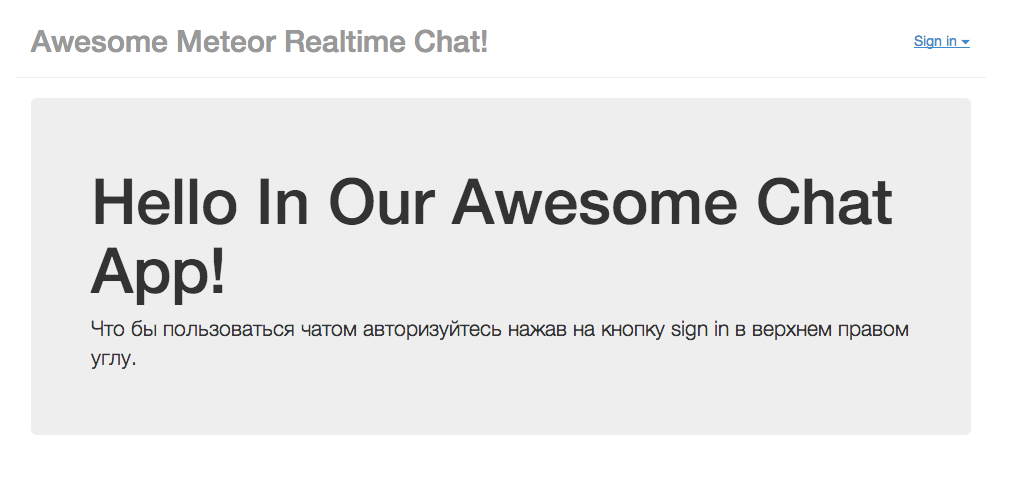 Awesome Meteor Realtime Chat!
Sign in
Hello In Our Awesome Chat
App!
Что бы пользоваться чатом авторизуйтесь нажав на кнопку sign in в верхнем правом
углу.